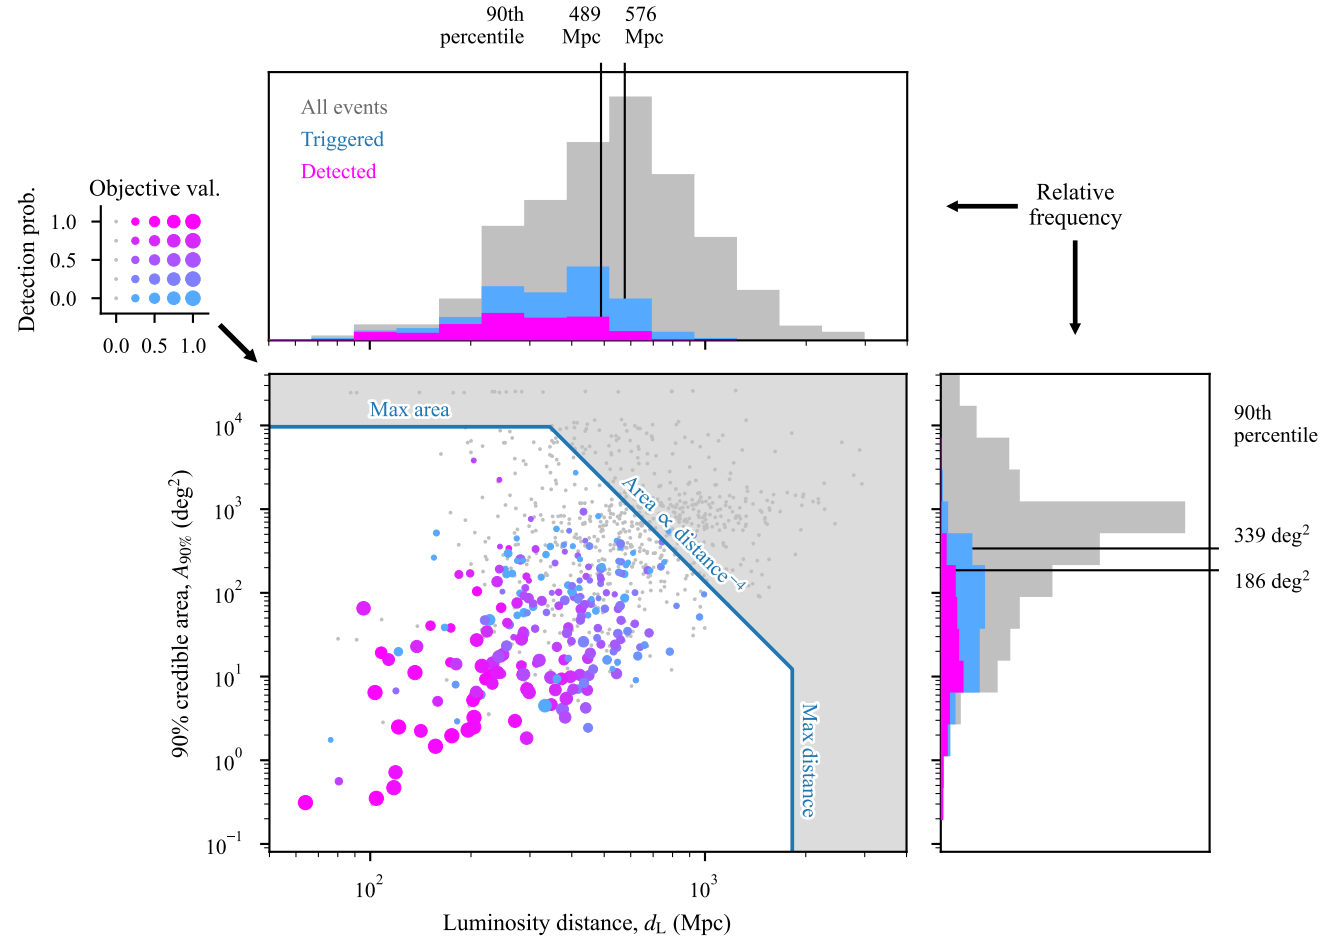 90th
percentile
489
Mpc
576
Mpc
All events
Triggered
Detected
Objective val.
Detection prob.
1.0
0.5
0.0
0.0 0.5 1.0
Relative
frequency
Max area
Area ∝ distance⁻⁴
Max distance
90% credible area, A90% (deg²)
10⁴
10³
10²
10¹
10⁰
10⁻¹
10² 10³
Luminosity distance, dL (Mpc)
90th
percentile
339 deg²
186 deg²